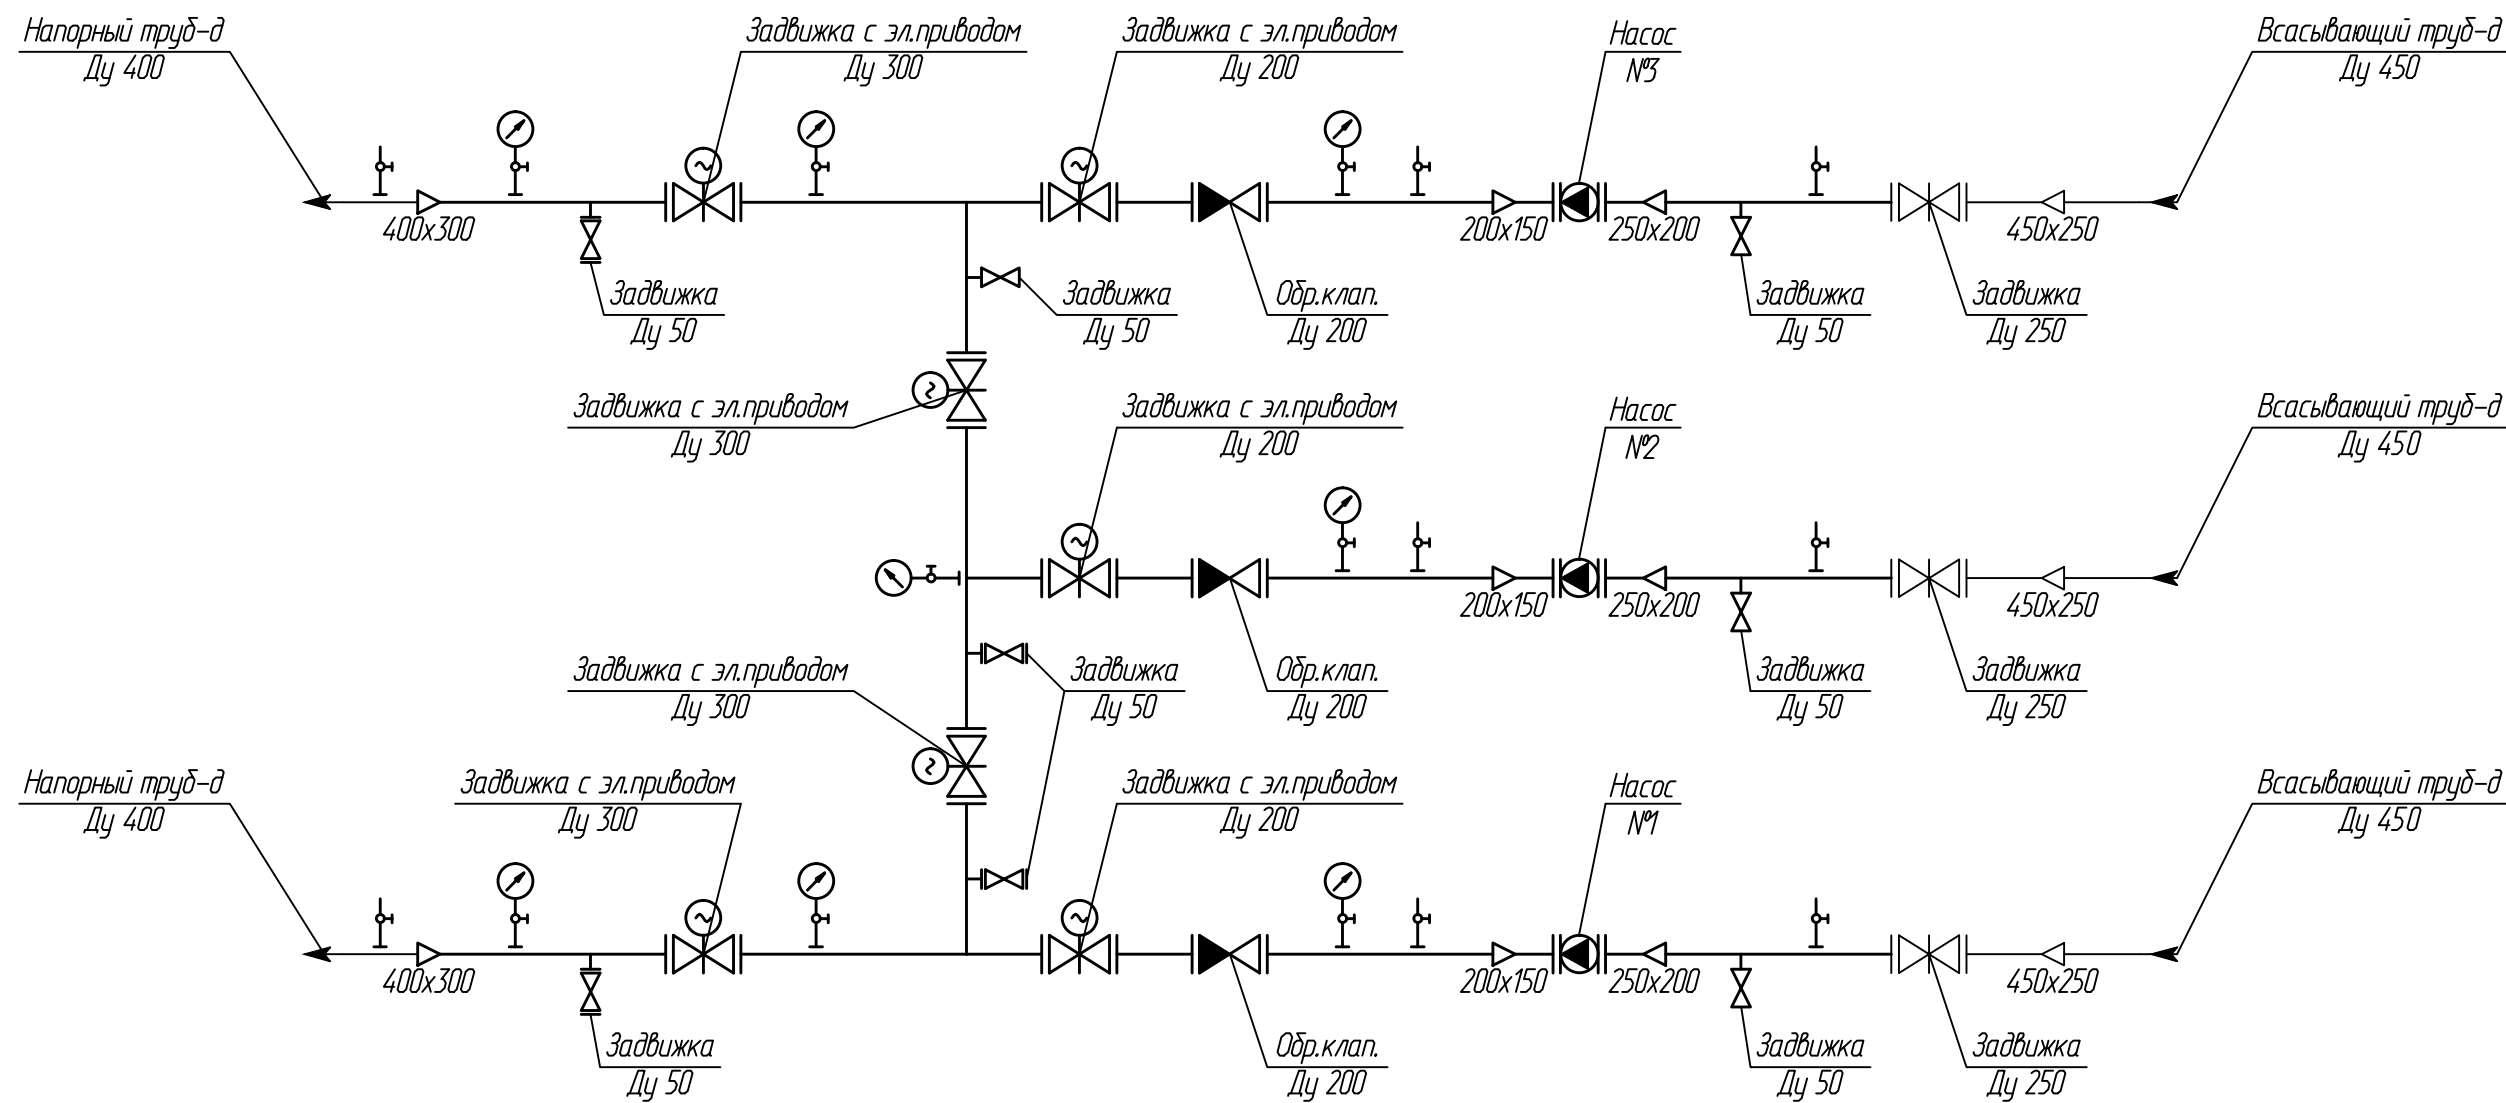 Напорный труб-д
Ду 400
Задвижка с эл.приводом
Ду 300
Задвижка с эл.приводом
Ду 200
Насос
№3
Всасывающий труб-д
Ду 450
400х300
200х150
250х200
450х250
Задвижка
Ду 50
Задвижка
Ду 50
Обр.клап.
Ду 200
Задвижка
Ду 50
Задвижка
Ду 250
Задвижка с эл.приводом
Ду 300
Задвижка с эл.приводом
Ду 200
Насос
№2
Всасывающий труб-д
Ду 450
200х150
250х200
450х250
Задвижка с эл.приводом
Ду 300
Задвижка
Ду 50
Обр.клап.
Ду 200
Задвижка
Ду 50
Задвижка
Ду 250
Напорный труб-д
Ду 400
Задвижка с эл.приводом
Ду 300
Задвижка с эл.приводом
Ду 200
Насос
№1
Всасывающий труб-д
Ду 450
400х300
200х150
250х200
450х250
Задвижка
Ду 50
Обр.клап.
Ду 200
Задвижка
Ду 50
Задвижка
Ду 250